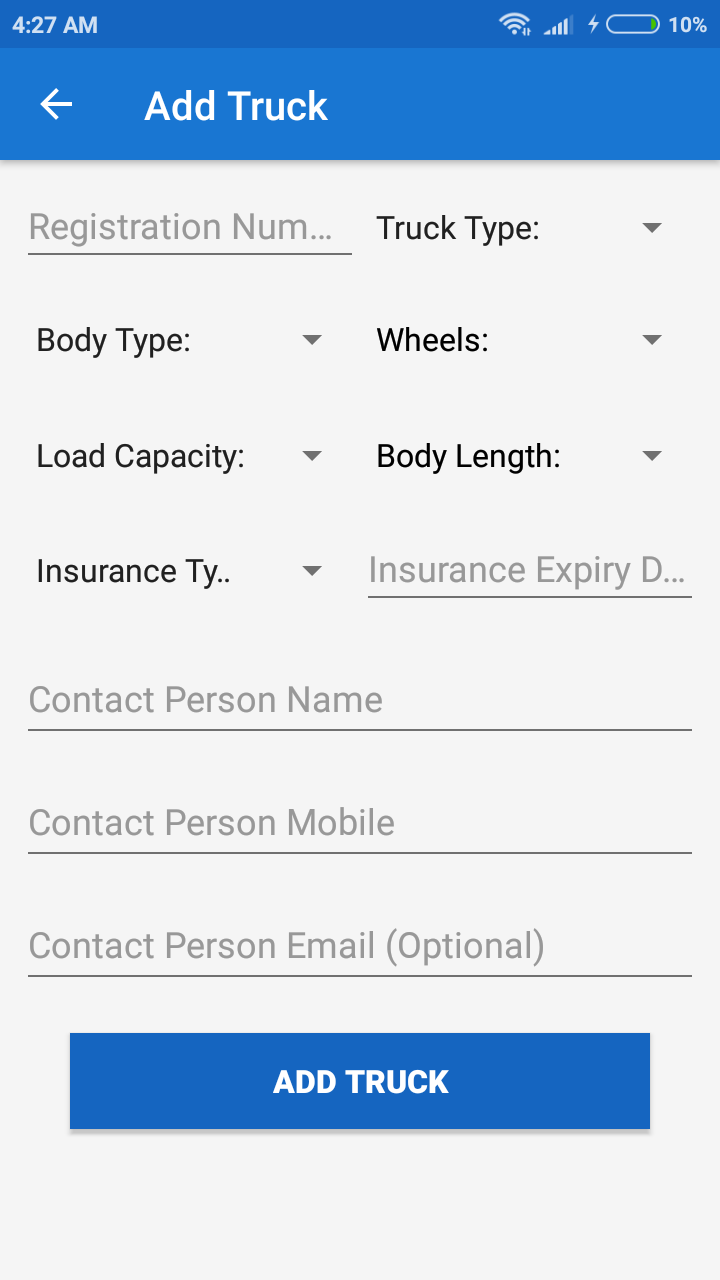 4:27 AM 10%
Add Truck
Registration Num... Truck Type:
Body Type: Wheels:
Load Capacity: Body Length:
Insurance Ty.. Insurance Expiry D...
Contact Person Name
Contact Person Mobile
Contact Person Email (Optional)
ADD TRUCK